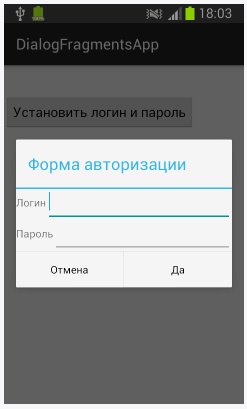 18:03
DialogFragmentsApp
Установить логин и пароль
Форма авторизации
Логин
Пароль
Отмена Да